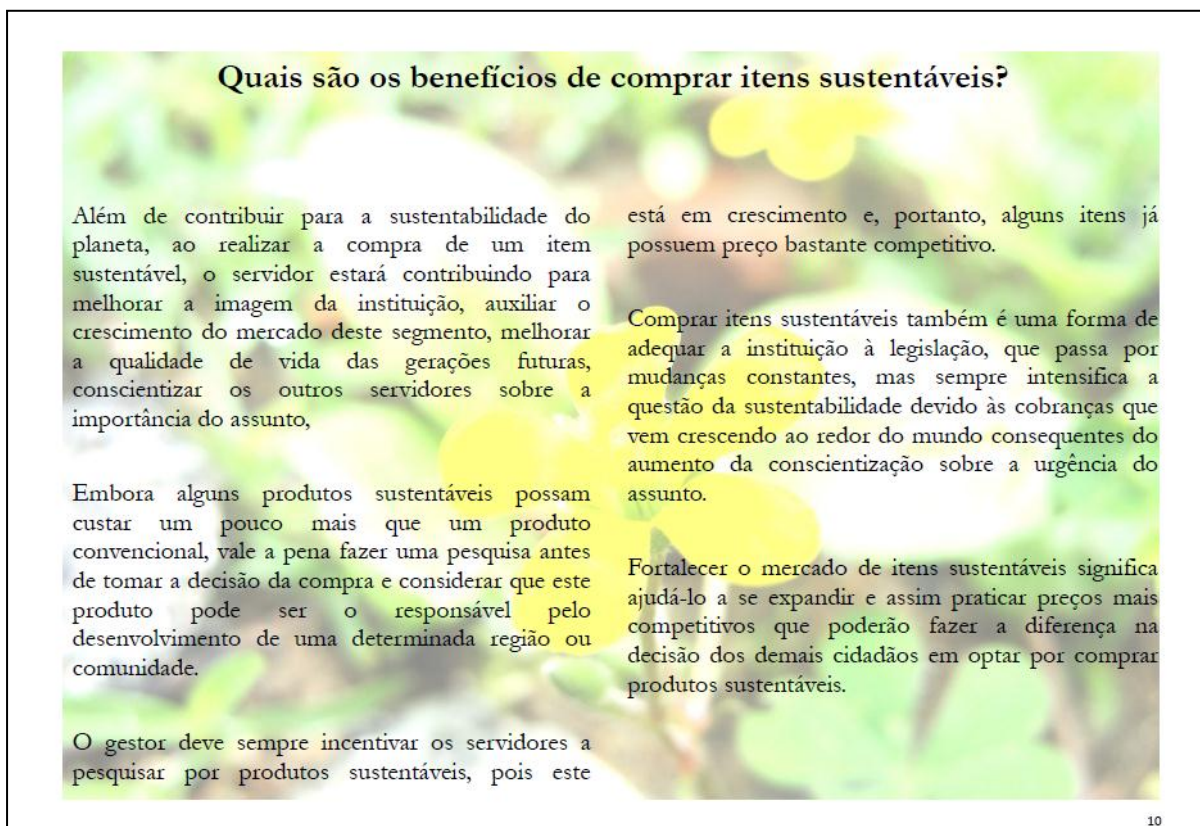 Quais são os benefícios de comprar itens sustentáveis?
Além de contribuir para a sustentabilidade do
planeta, ao realizar a compra de um item
sustentável, o servidor estará contribuindo para
melhorar a imagem da instituição, auxiliar o
crescimento do mercado deste segmento, melhorar
a qualidade de vida das gerações futuras,
conscientizar os outros servidores sobre a
importância do assunto,
Embora alguns produtos sustentáveis possam
custar um pouco mais que um produto
convencional, vale a pena fazer uma pesquisa antes
de tomar a decisão da compra e considerar que este
produto pode ser o responsável pelo
desenvolvimento de uma determinada região ou
comunidade.
O gestor deve sempre incentivar os servidores a
pesquisar por produtos sustentáveis, pois este
está em crescimento e, portanto, alguns itens já
possuem preço bastante competitivo.
Comprar itens sustentáveis também é uma forma de
adequar a instituição à legislação, que passa por
mudanças constantes, mas sempre intensifica a
questão da sustentabilidade devido às cobranças que
vem crescendo ao redor do mundo consequentes do
aumento da conscientização sobre a urgência do
assunto.
Fortalecer o mercado de itens sustentáveis significa
ajudá-lo a se expandir e assim praticar preços mais
competitivos que poderão fazer a diferença na
decisão dos demais cidadãos em optar por comprar
produtos sustentáveis.
10